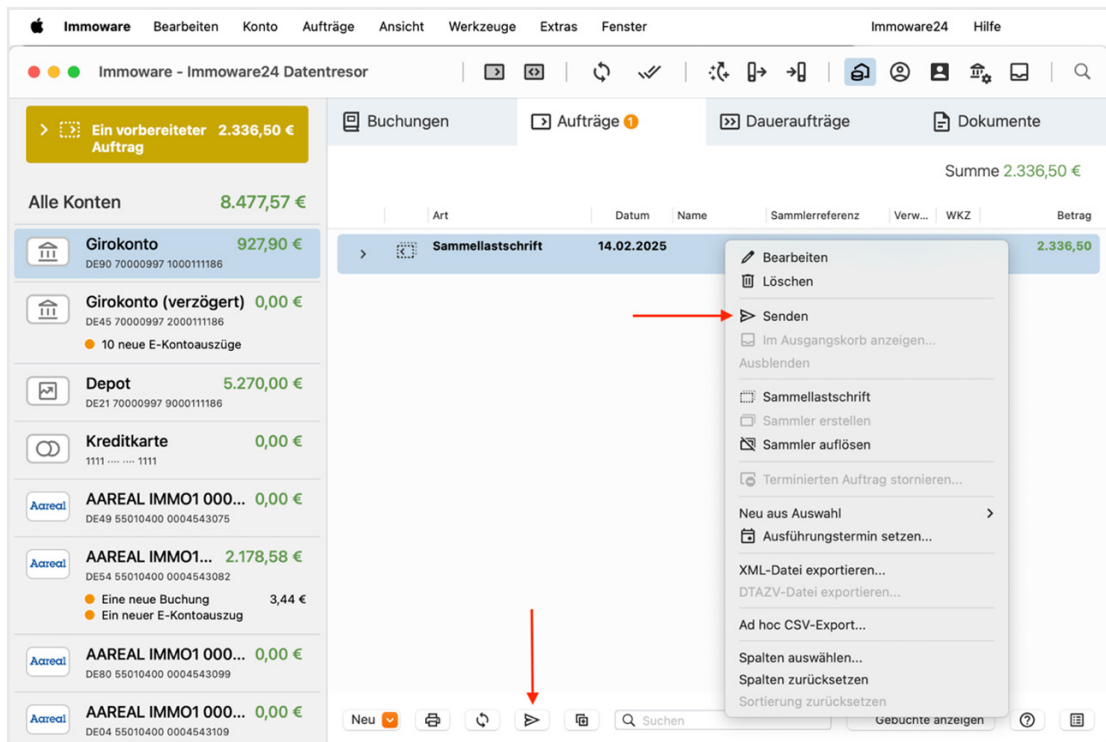 Immoware Bearbeiten Konto Aufträge Ansicht Werkzeuge Extras Fenster Immoware24 Hilfe
Immoware - Immoware24 Datentresor
Ein vorbereiteter 2.336,50 €
Auftrag
Alle Konten 8.477,57 €
Girokonto 927,90 €
DE90 70000997 1000111186
Girokonto (verzögert) 0,00 €
DE45 70000997 2000111186
10 neue E-Kontoauszüge
Depot 5.270,00 €
DE21 70000997 9000111186
Kreditkarte 0,00 €
1111 ···· ···· 1111
Aareal AAREAL IMMO1 000... 0,00 €
DE49 55010400 0004543075
Aareal AAREAL IMMO1... 2.178,58 €
DE54 55010400 0004543082
Eine neue Buchung 3,44 €
Ein neuer E-Kontoauszug
Aareal AAREAL IMMO1 000... 0,00 €
DE80 55010400 0004543099
Aareal AAREAL IMMO1 000... 0,00 €
DE04 55010400 0004543109
Buchungen Aufträge 1 Daueraufträge Dokumente
Summe 2.336,50 €
Art Datum Name Sammlerreferenz Verw... WKZ Betrag
Sammellastschrift 14.02.2025 2.336,50
Bearbeiten
Löschen
Senden
Im Ausgangskorb anzeigen...
Ausblenden
Sammellastschrift
Sammler erstellen
Sammler auflösen
Terminierten Auftrag stornieren...
Neu aus Auswahl
Ausführungstermin setzen...
XML-Datei exportieren...
DTAZV-Datei exportieren...
Ad hoc CSV-Export...
Spalten auswählen...
Spalten zurücksetzen
Sortierung zurücksetzen
Neu Suchen Gebuchte anzeigen